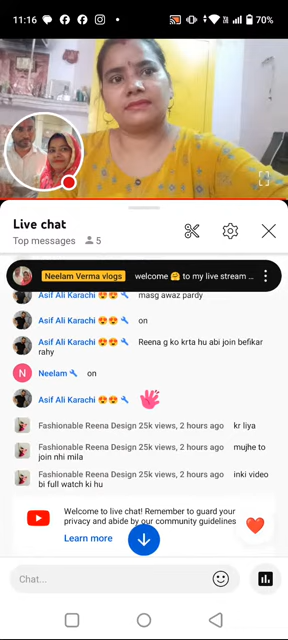 11:16
70%
Live chat
Top messages 5
Neelam Verma vlogs welcome 🤗 to my live stream ...
Asif Ali Karachi 😍😍 masg awaz pardy
Asif Ali Karachi 😍😍 on
Asif Ali Karachi 😍😍 Reena g ko krta hu abi join befikar
rahy
N Neelam on
Asif Ali Karachi 😍😍
Fashionable Reena Design 25k views, 2 hours ago kr liya
Fashionable Reena Design 25k views, 2 hours ago mujhe to
join nhi mila
Fashionable Reena Design 25k views, 2 hours ago inki video
bi full watch ki hu
Welcome to live chat! Remember to guard your
privacy and abide by our community guidelines
Learn more
Chat...